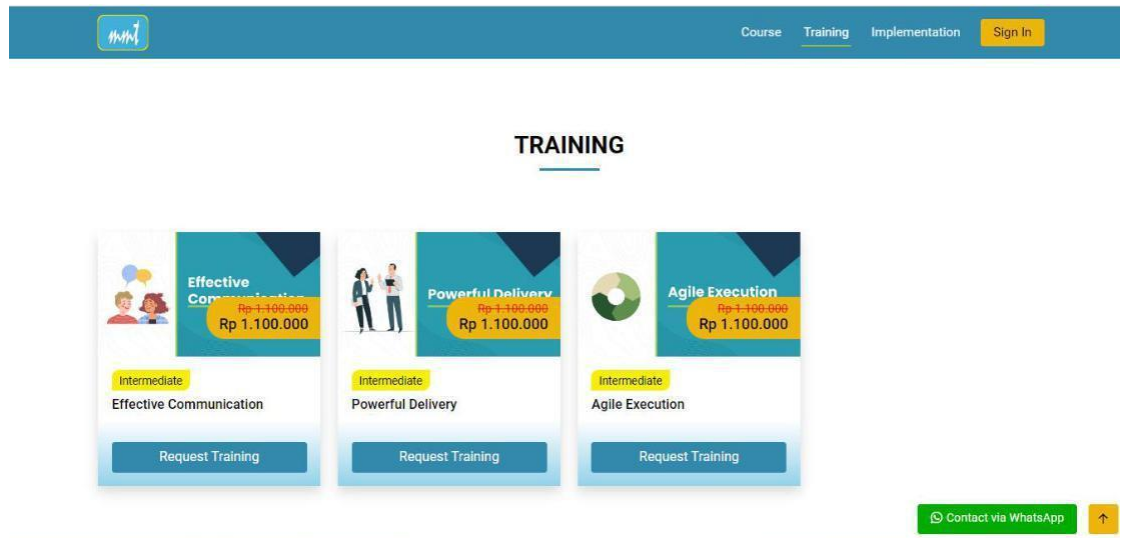 mmt
Course Training Implementation Sign In
TRAINING
Effective
Rp 1.100.000
Rp 1.100.000
Intermediate
Effective Communication
Request Training
Powerful Delivery
Rp 1.100.000
Rp 1.100.000
Intermediate
Powerful Delivery
Request Training
Agile Execution
Rp 1.100.000
Rp 1.100.000
Intermediate
Agile Execution
Request Training
Contact via WhatsApp